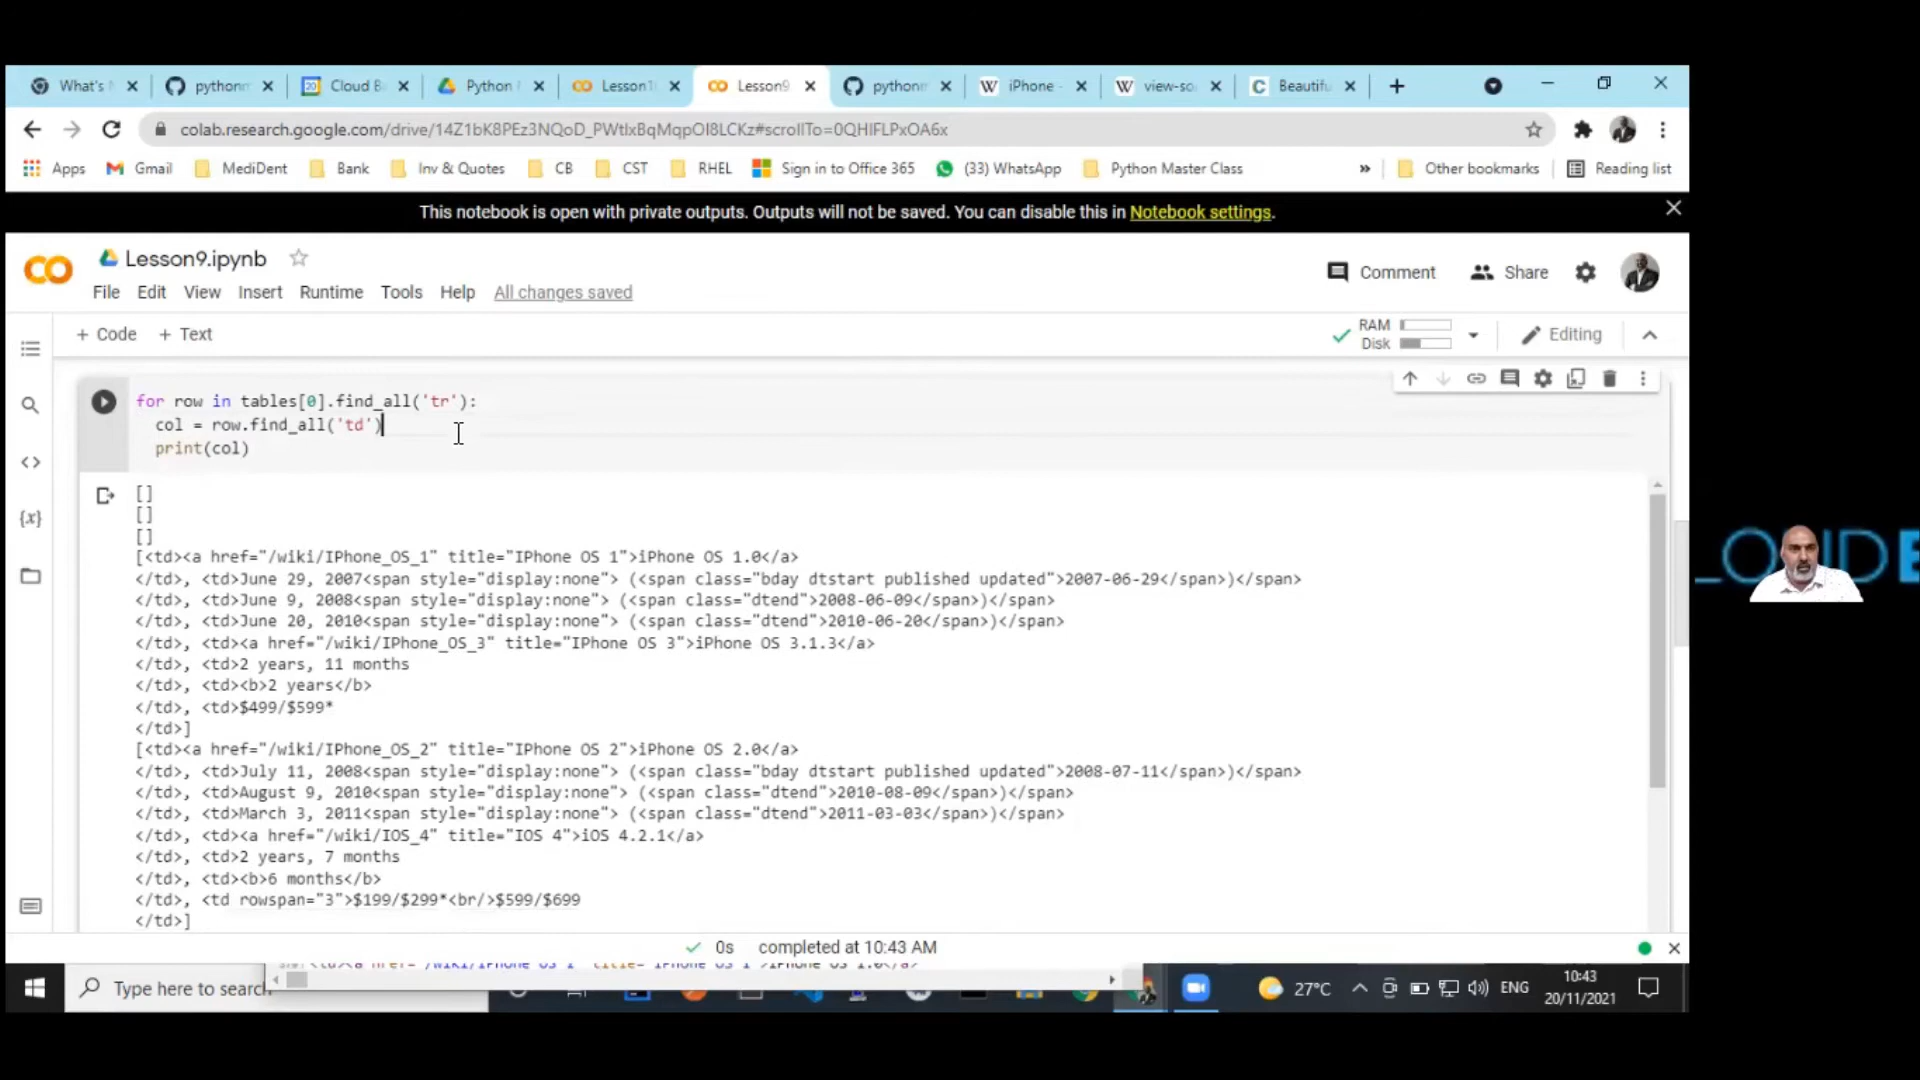 What's
pythonm
Cloud B
Python
Lesson1
Lesson9
python
iPhone -
view-so
Beautifu
colab.research.google.com/drive/14Z1bK8PEz3NQoD_PWtlxBqMqpOI8LCKz#scrollTo=0QHIFLPxOA6x
Apps Gmail MediDent Bank Inv & Quotes CB CST RHEL Sign in to Office 365 (33) WhatsApp Python Master Class » Other bookmarks Reading list
This notebook is open with private outputs. Outputs will not be saved. You can disable this in Notebook settings.
Lesson9.ipynb
Comment Share
File Edit View Insert Runtime Tools Help All changes saved
+ Code + Text
RAM
Disk
Editing
for row in tables[0].find_all('tr'):
col = row.find_all('td')
print(col)
[]
[]
[]
[<td><a href="/wiki/IPhone_OS_1" title="IPhone OS 1">iPhone OS 1.0</a>
</td>, <td>June 29, 2007<span style="display:none"> (<span class="bday dtstart published updated">2007-06-29</span>)</span>
</td>, <td>June 9, 2008<span style="display:none"> (<span class="dtend">2008-06-09</span>)</span>
</td>, <td>June 20, 2010<span style="display:none"> (<span class="dtend">2010-06-20</span>)</span>
</td>, <td><a href="/wiki/IPhone_OS_3" title="IPhone OS 3">iPhone OS 3.1.3</a>
</td>, <td>2 years, 11 months
</td>, <td><b>2 years</b>
</td>, <td>$499/$599*
</td>]
[<td><a href="/wiki/IPhone_OS_2" title="IPhone OS 2">iPhone OS 2.0</a>
</td>, <td>July 11, 2008<span style="display:none"> (<span class="bday dtstart published updated">2008-07-11</span>)</span>
</td>, <td>August 9, 2010<span style="display:none"> (<span class="dtend">2010-08-09</span>)</span>
</td>, <td>March 3, 2011<span style="display:none"> (<span class="dtend">2011-03-03</span>)</span>
</td>, <td><a href="/wiki/IOS_4" title="IOS 4">iOS 4.2.1</a>
</td>, <td>2 years, 7 months
</td>, <td><b>6 months</b>
</td>, <td rowspan="3">$199/$299*<br/>$599/$699
</td>]
0s completed at 10:43 AM
Type here to search
27°C
ENG
10:43
20/11/2021